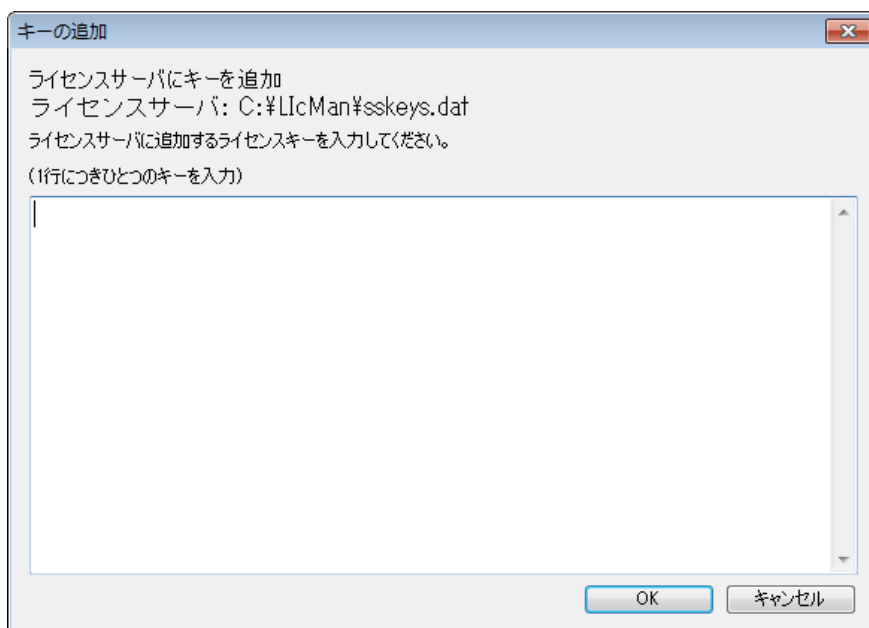 キーの追加
ライセンスサーバにキーを追加
ライセンスサーバ: C:¥LIcMan¥sskeys.dat
ライセンスサーバに追加するライセンスキーを入力してください。
(1行につきひとつのキーを入力)
OK キャンセル